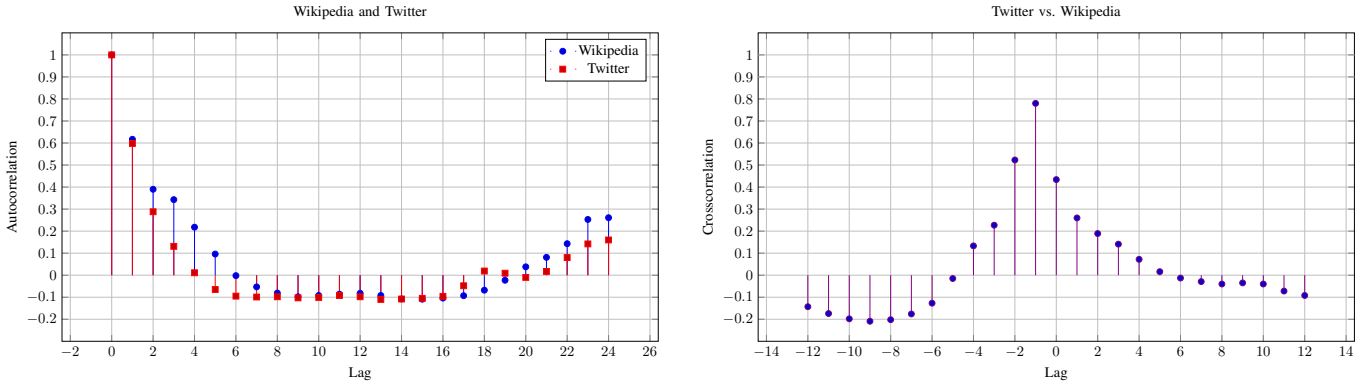 Wikipedia and Twitter
Autocorrelation
1
0.9
0.8
0.7
0.6
0.5
0.4
0.3
0.2
0.1
0
−0.1
−0.2
−2 0 2 4 6 8 10 12 14 16 18 20 22 24 26
Lag
Wikipedia
Twitter
Twitter vs. Wikipedia
Crosscorrelation
1
0.9
0.8
0.7
0.6
0.5
0.4
0.3
0.2
0.1
0
−0.1
−0.2
−14 −12 −10 −8 −6 −4 −2 0 2 4 6 8 10 12 14
Lag